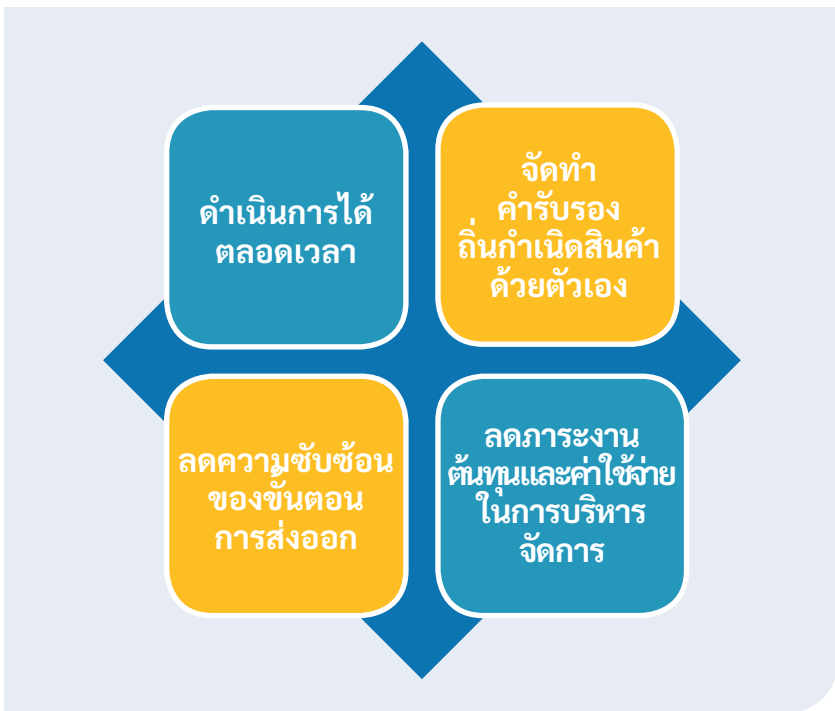 ดำเนินการได้
ตลอดเวลา
จัดทำ
คำรับรอง
ถิ่นกำเนิดสินค้า
ด้วยตัวเอง
ลดความซับซ้อน
ของขั้นตอน
การส่งออก
ลดภาระงาน
ต้นทุนและค่าใช้จ่าย
ในการบริหาร
จัดการ